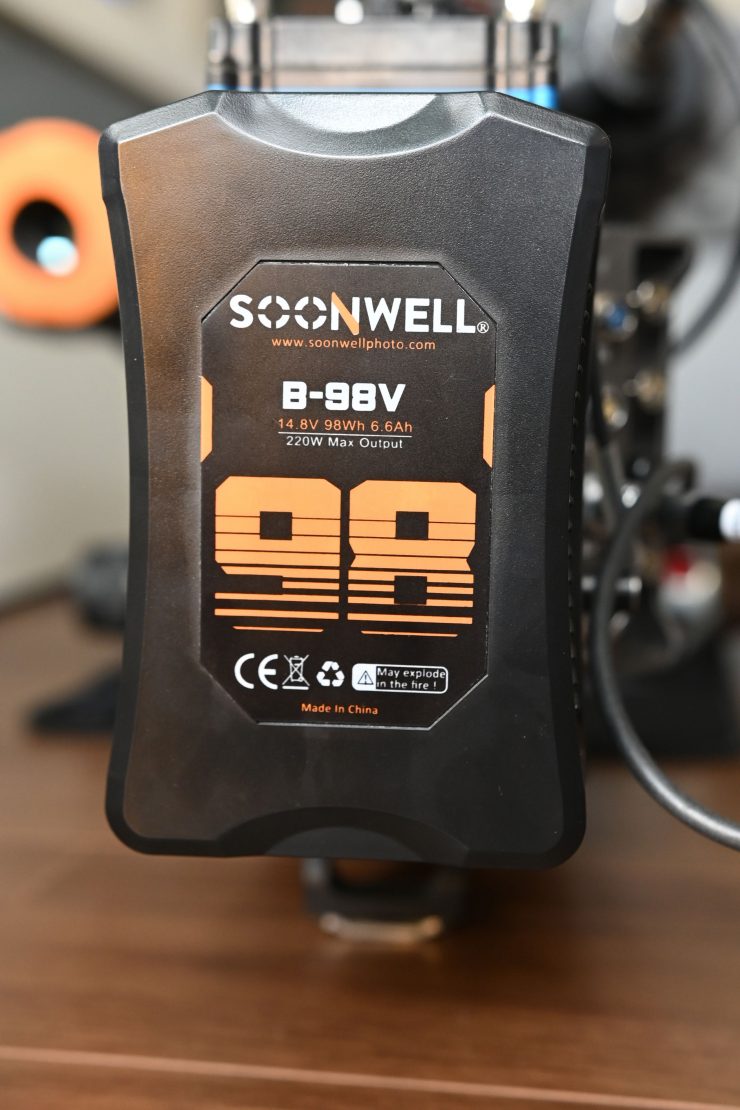 SOONWELL®
www.soonwellphoto.com
B-98V
14.8V 98Wh 6.6Ah
220W Max Output
98
CE
May explode
in the fire !
Made In China